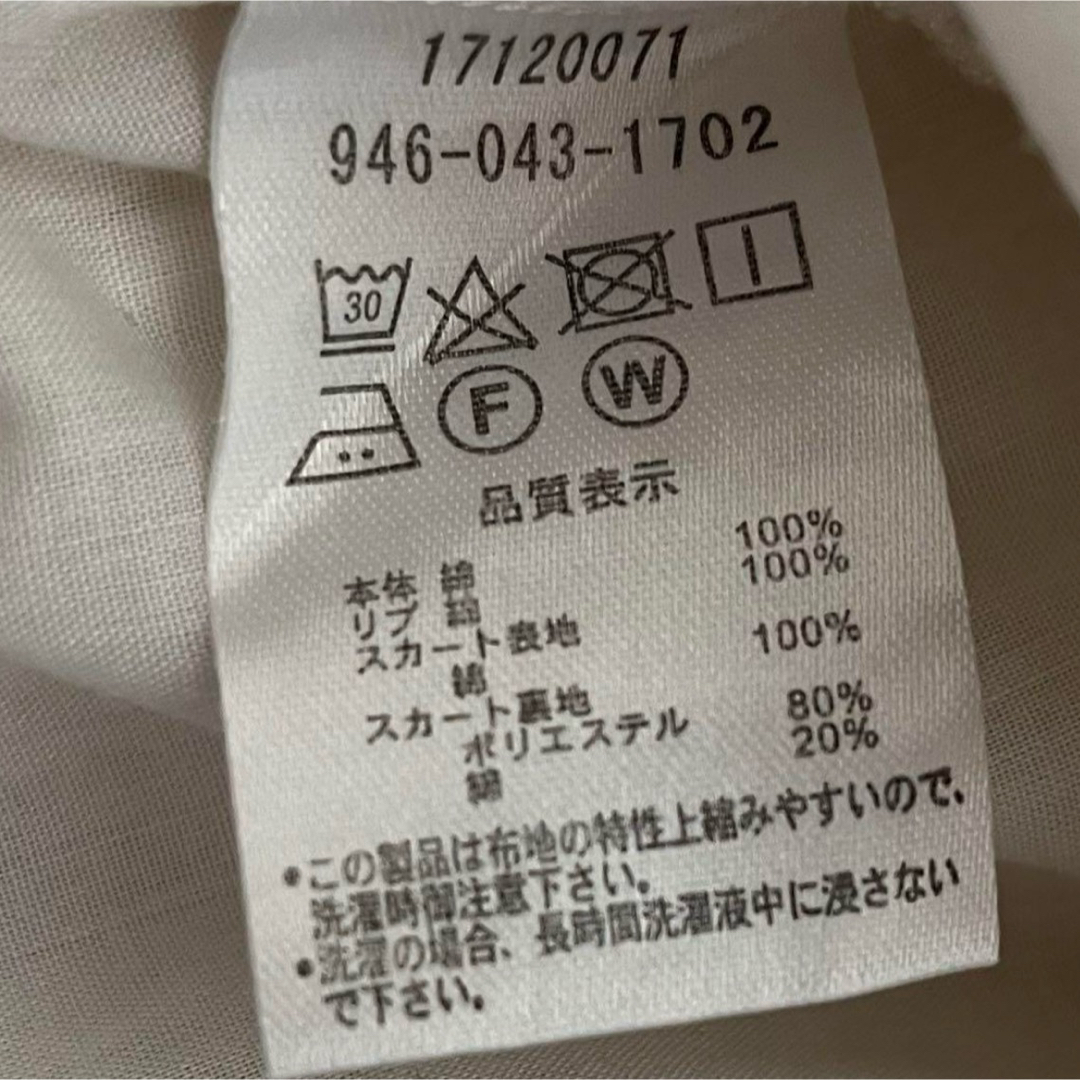 17120071
946-043-1702
30
F W
品質表示
本体 綿 100%
リブ 綿 100%
スカート表地
綿 100%
スカート裏地
ポリエステル 80%
綿 20%
•この製品は布地の特性上縮みやすいので、
洗濯時御注意下さい。
•洗濯の場合、長時間洗濯液中に浸さない
で下さい。